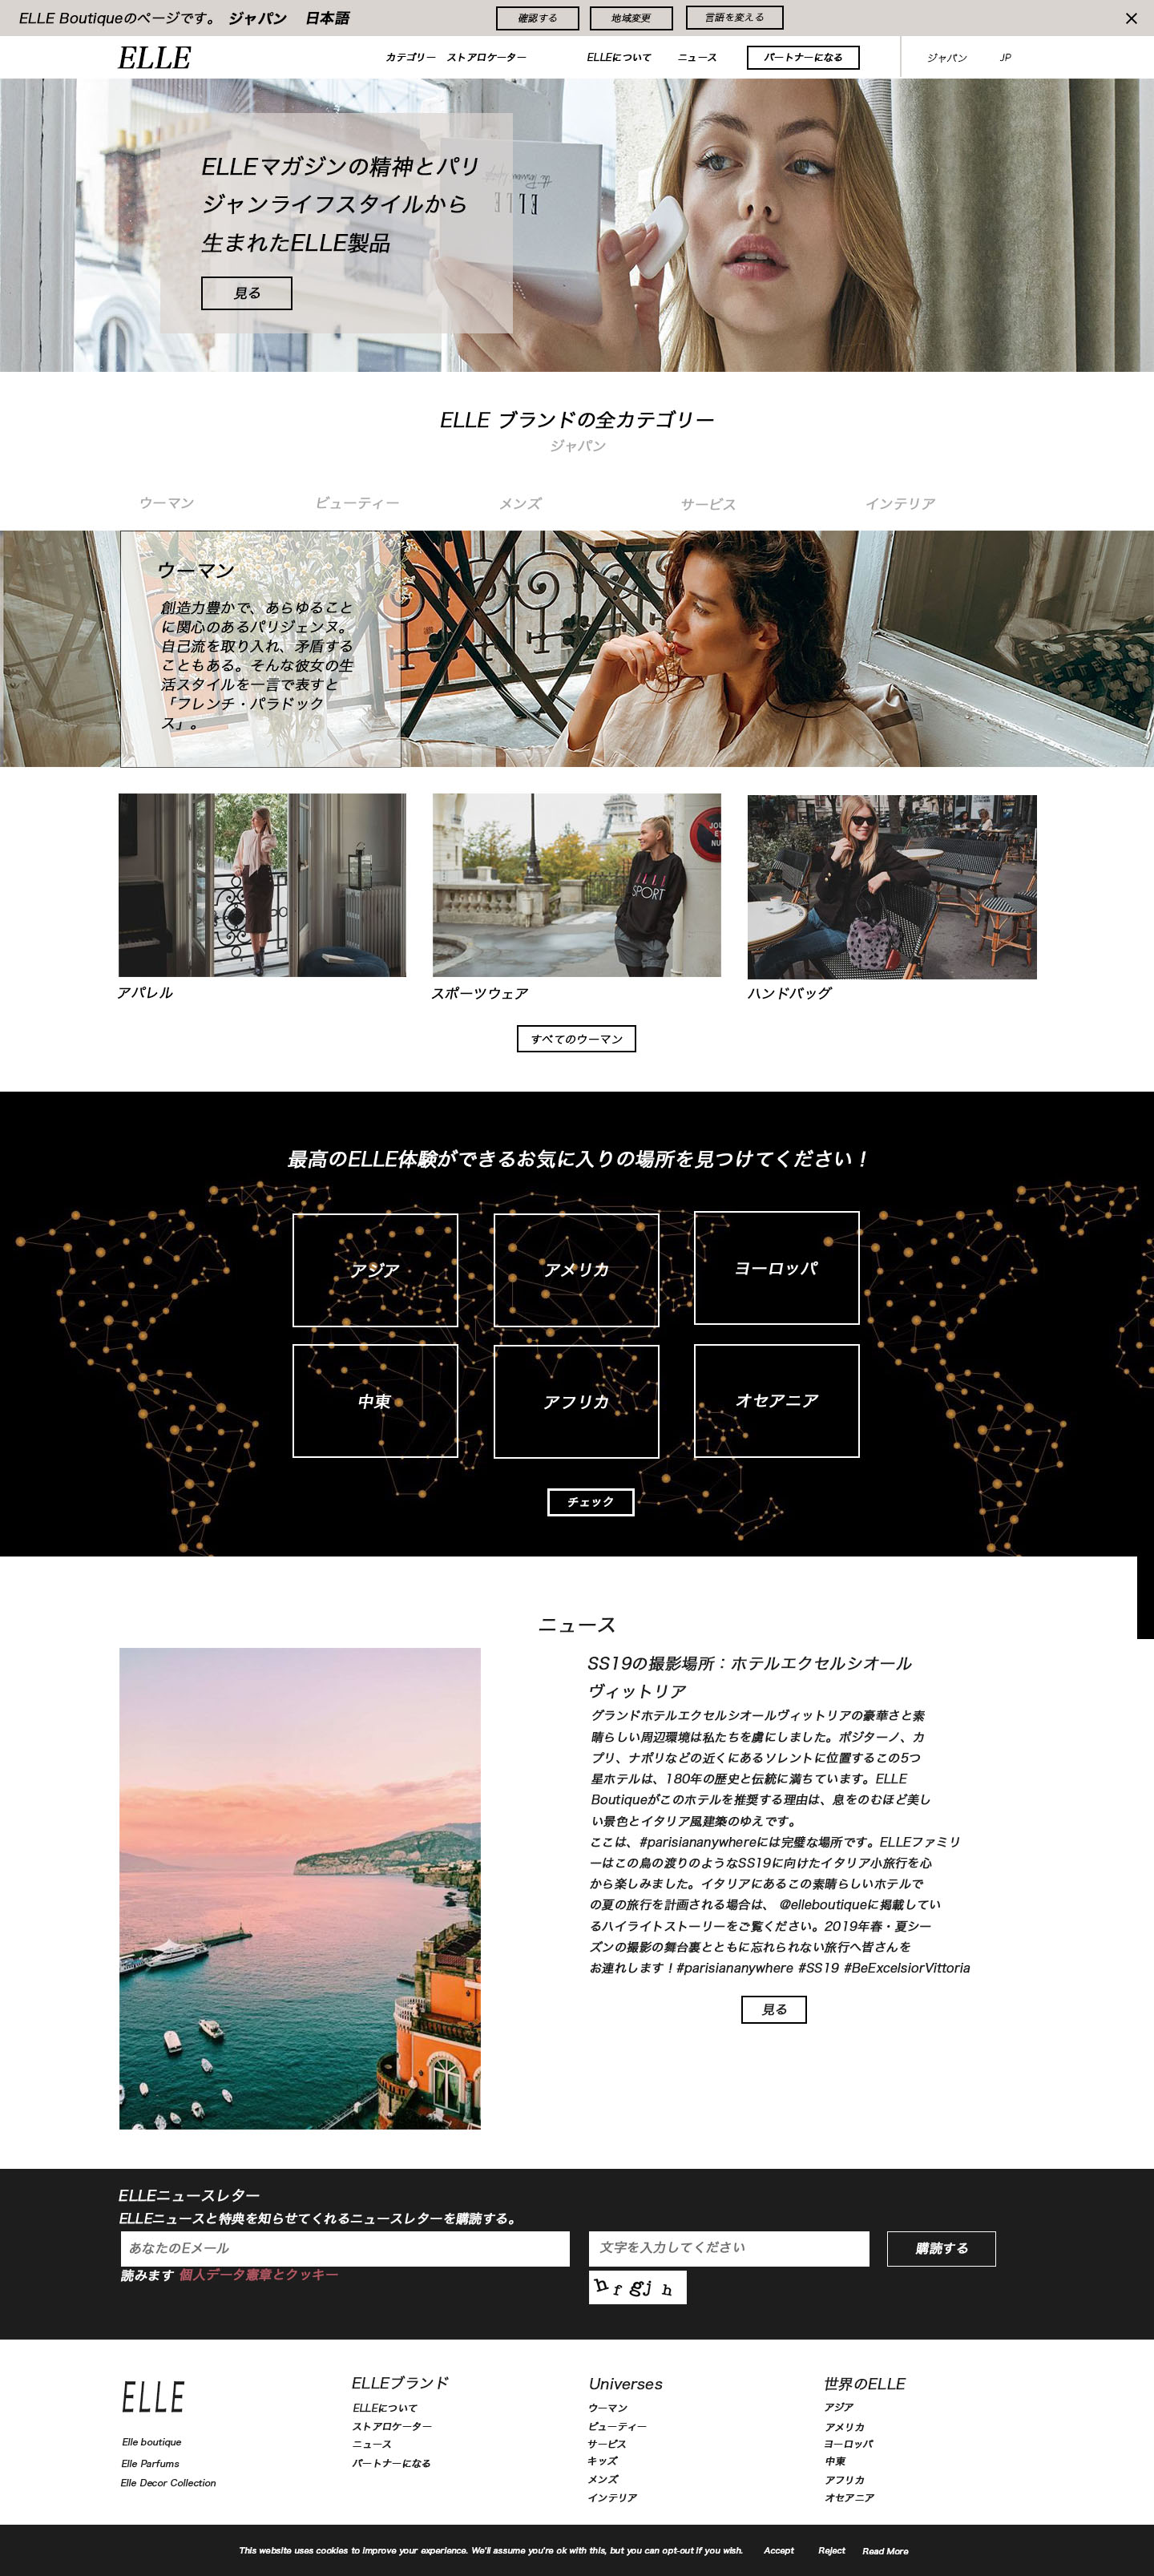 ELLE Boutiqueのページです。 ジャパン 日本語 確認する 地域変更 言語を変える
ELLE カテゴリー ストアロケーター ELLEについて ニュース パートナーになる ジャパン JP
ELLEマガジンの精神とパリ
ジャンライフスタイルから
生まれたELLE製品
見る
ELLE
ELLE ブランドの全カテゴリー
ジャパン
ウーマン ビューティー メンズ サービス インテリア
ウーマン
創造力豊かで、あらゆること
に関心のあるパリジェンヌ。
自己流を取り入れ、矛盾する
こともある。そんな彼女の生
活スタイルを一言で表すと
「フレンチ・パラドック
ス」。
ELLE
SPORT
アパレル スポーツウェア ハンドバッグ
すべてのウーマン
最高のELLE体験ができるお気に入りの場所を見つけてください！
アジア アメリカ ヨーロッパ
中東 アフリカ オセアニア
チェック
ニュース
SS19の撮影場所：ホテルエクセルシオール
ヴィットリア
グランドホテルエクセルシオールヴィットリアの豪華さと素
晴らしい周辺環境は私たちを虜にしました。ポジターノ、カ
プリ、ナポリなどの近くにあるソレントに位置するこの5つ
星ホテルは、180年の歴史と伝統に満ちています。ELLE
Boutiqueがこのホテルを推奨する理由は、息をのむほど美し
い景色とイタリア風建築のゆえです。
ここは、#parisiananywhereには完璧な場所です。ELLEファミリ
ーはこの鳥の渡りのようなSS19に向けたイタリア小旅行を心
から楽しみました。イタリアにあるこの素晴らしいホテルで
の夏の旅行を計画される場合は、 @elleboutiqueに掲載してい
るハイライトストーリーをご覧ください。2019年春・夏シー
ズンの撮影の舞台裏とともに忘れられない旅行へ皆さんを
お連れします！#parisiananywhere #SS19 #BeExcelsiorVittoria
見る
ELLEニュースレター
ELLEニュースと特典を知らせてくれるニュースレターを購読する。
あなたのEメール 文字を入力してください 購読する
読みます 個人データ憲章とクッキー
h f g j h
ELLE
Elle boutique
Elle Parfums
Elle Decor Collection
ELLEブランド
ELLEについて
ストアロケーター
ニュース
パートナーになる
Universes
ウーマン
ビューティー
サービス
キッズ
メンズ
インテリア
世界のELLE
アジア
アメリカ
ヨーロッパ
中東
アフリカ
オセアニア
This website uses cookies to improve your experience. We'll assume you're ok with this, but you can opt-out if you wish. Accept Reject Read More